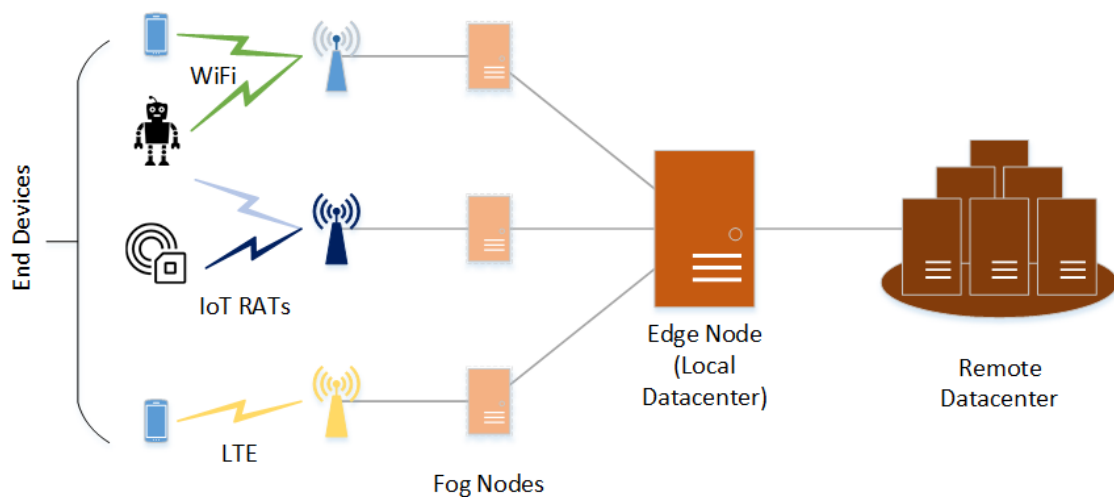 End Devices
WiFi
IoT RATs
LTE
Fog Nodes
Edge Node
(Local
Datacenter)
Remote
Datacenter